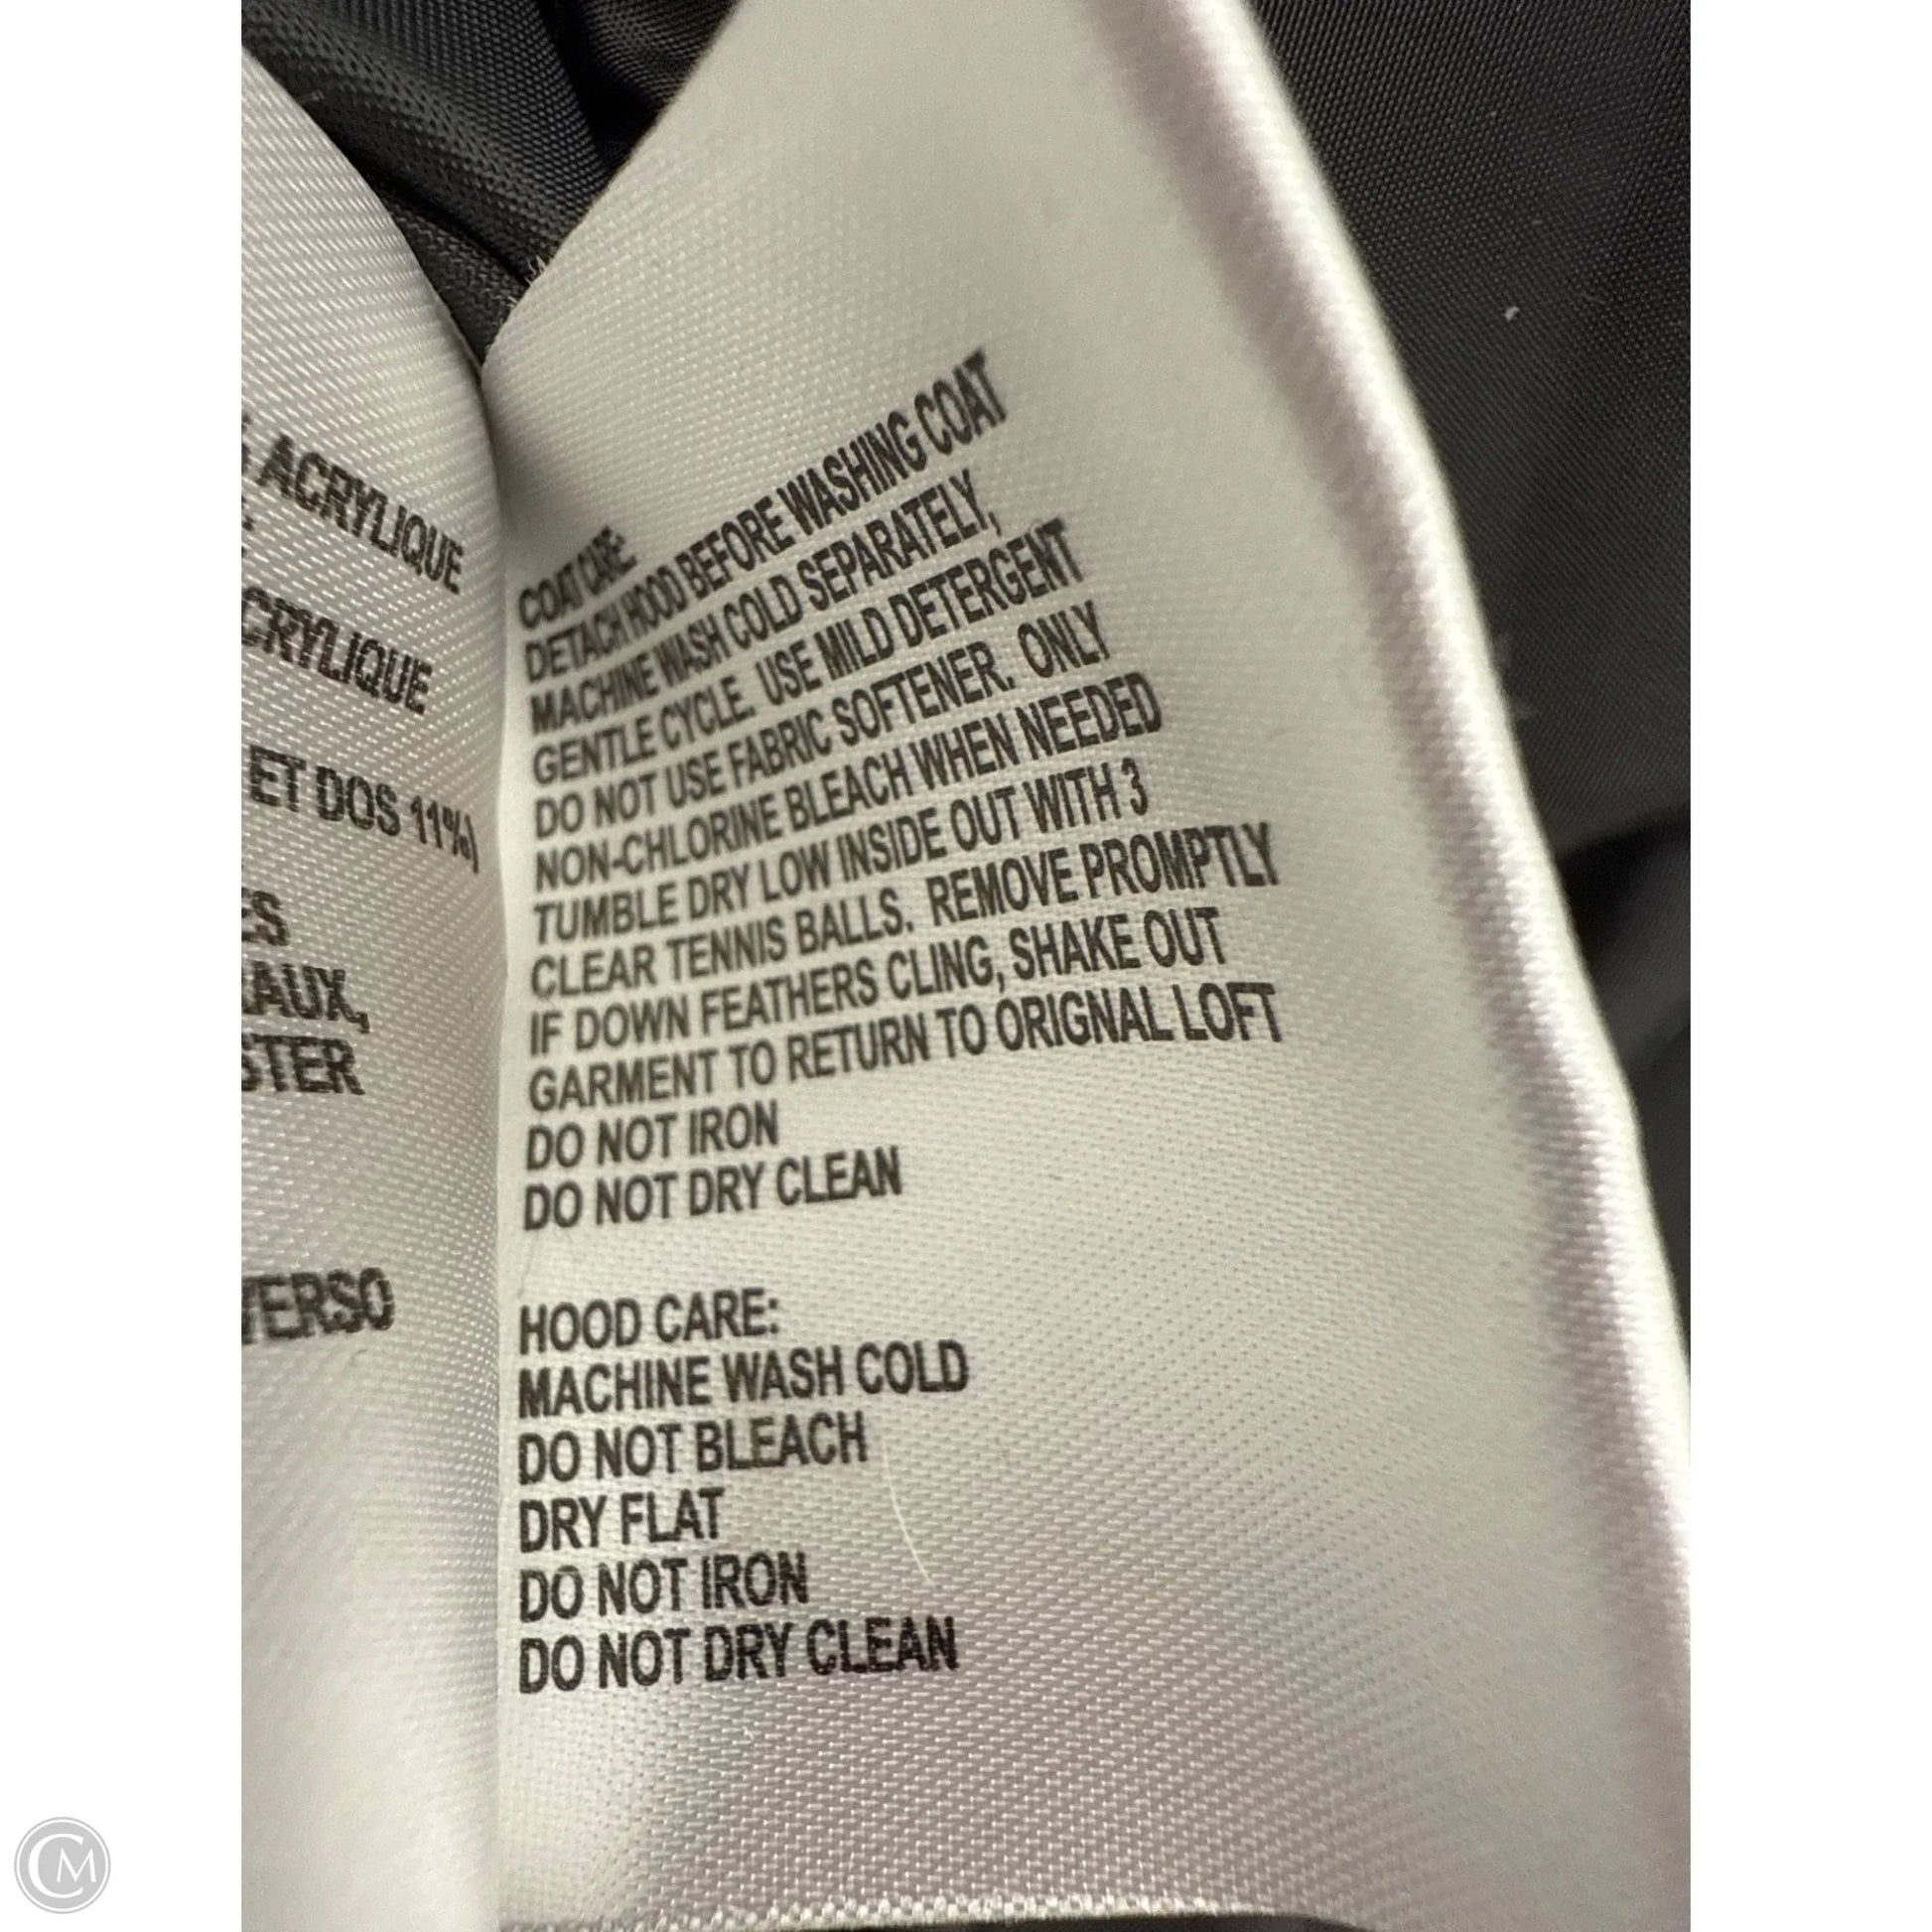 ACRYLIQUE
CRYLIQUE
ET DOS 11%)
ES
AUX,
STER
VERSO
COAT CARE:
DETACH HOOD BEFORE WASHING COAT
MACHINE WASH COLD SEPARATELY,
GENTLE CYCLE. USE MILD DETERGENT
DO NOT USE FABRIC SOFTENER. ONLY
NON-CHLORINE BLEACH WHEN NEEDED
TUMBLE DRY LOW INSIDE OUT WITH 3
CLEAR TENNIS BALLS. REMOVE PROMPTLY
IF DOWN FEATHERS CLING, SHAKE OUT
GARMENT TO RETURN TO ORIGNAL LOFT
DO NOT IRON
DO NOT DRY CLEAN
HOOD CARE:
MACHINE WASH COLD
DO NOT BLEACH
DRY FLAT
DO NOT IRON
DO NOT DRY CLEAN
CM